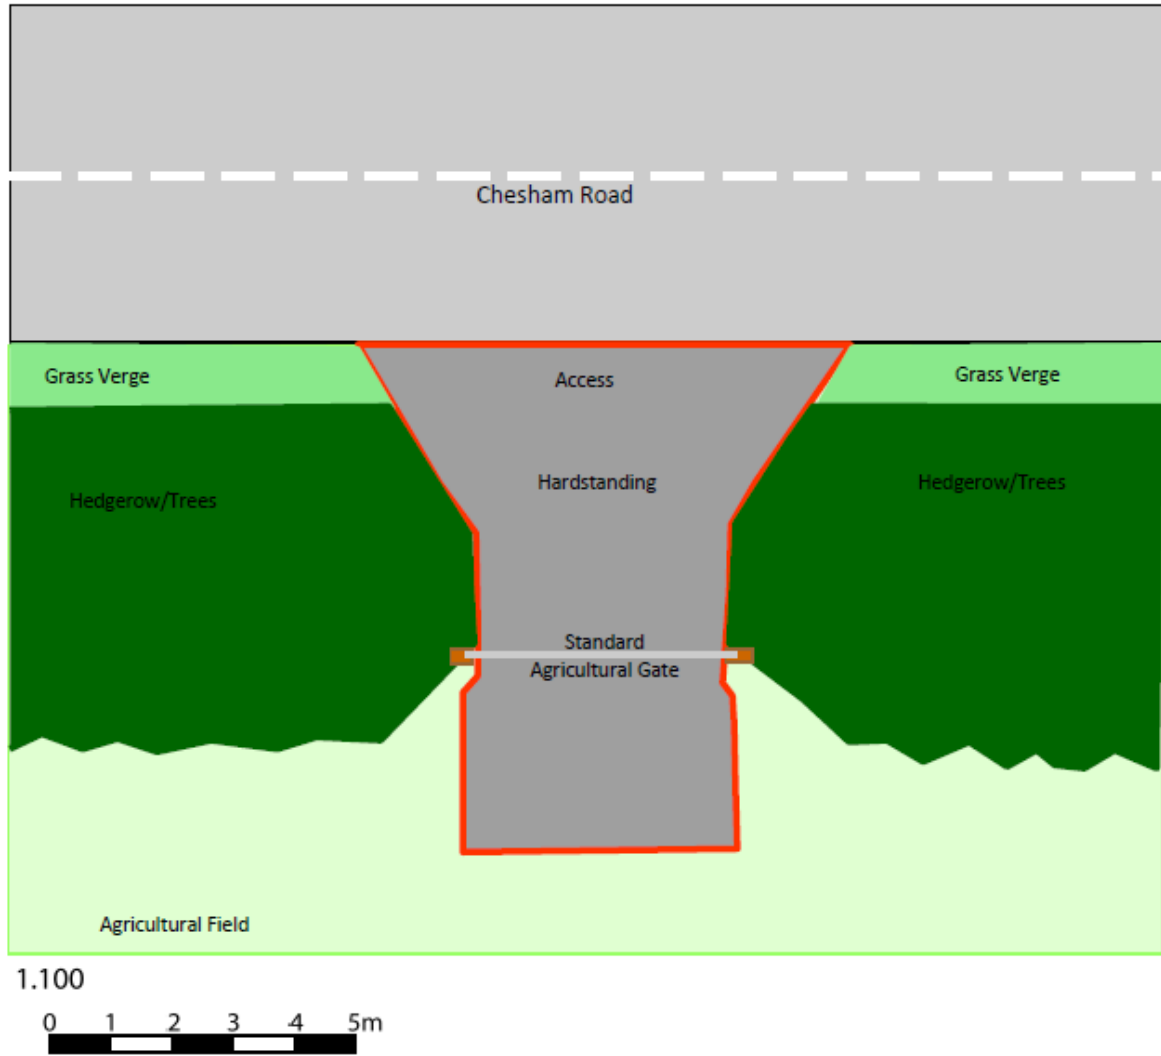 Chesham Road
Grass Verge
Access
Grass Verge
Hardstanding
Hedgerow/Trees
Hedgerow/Trees
Standard
Agricultural Gate
Agricultural Field
1.100
0 1 2 3 4 5m